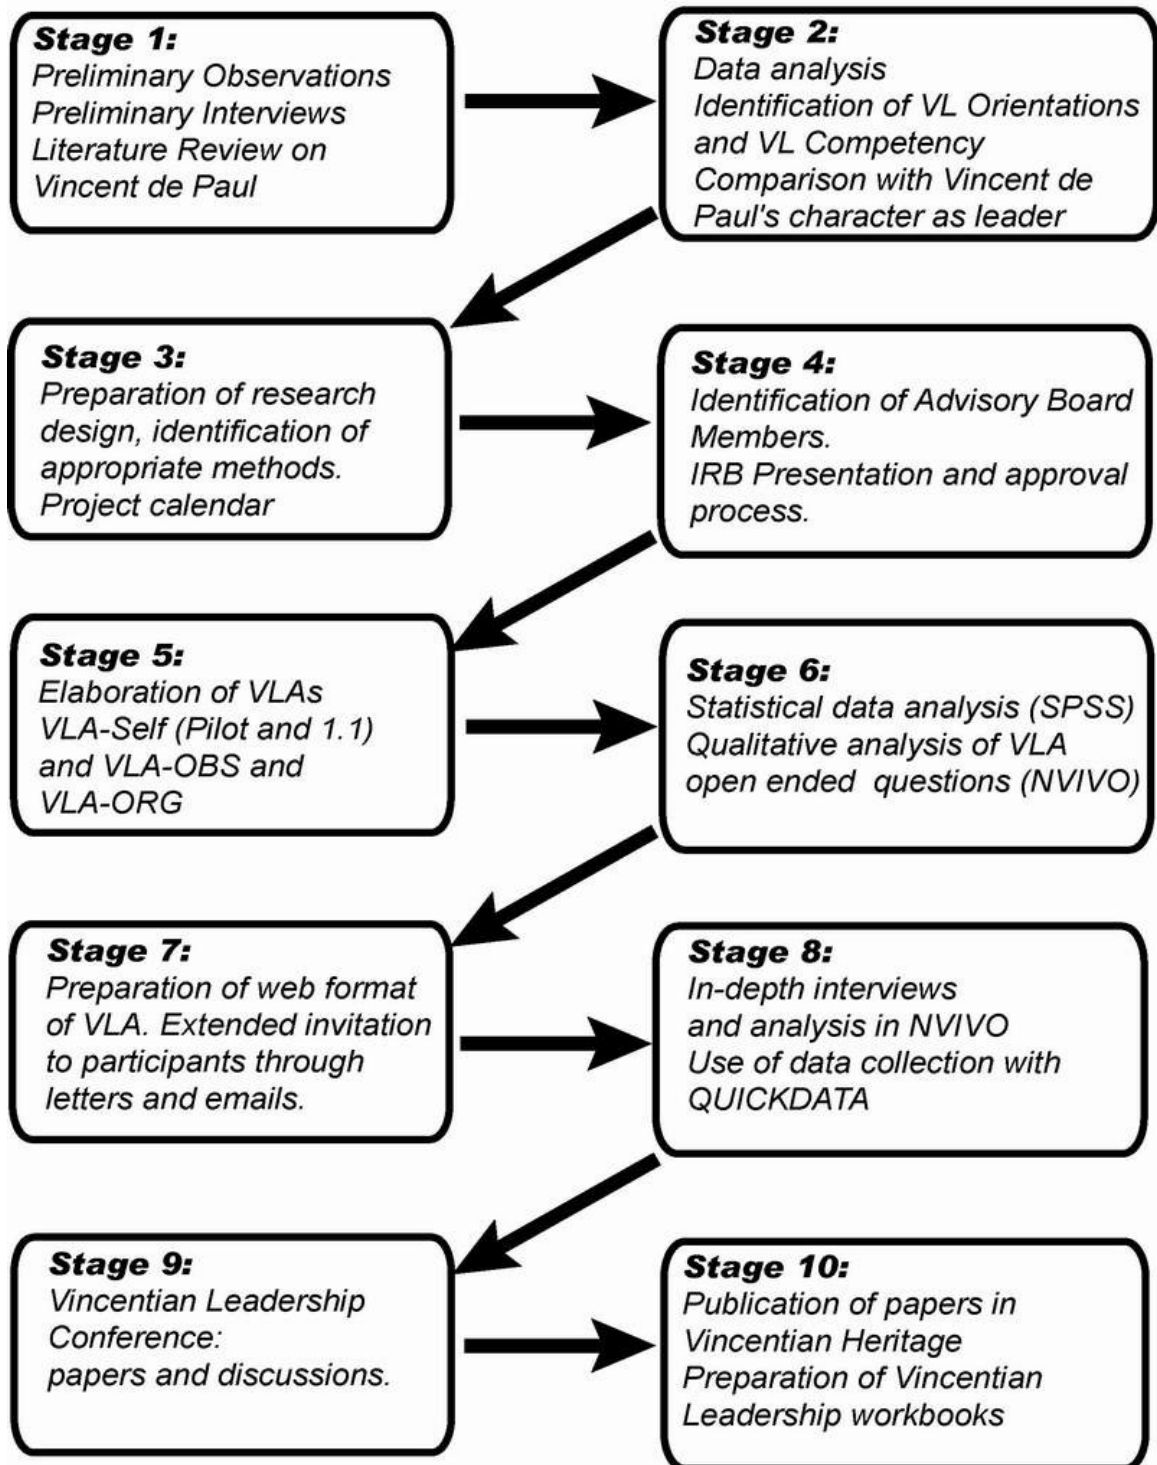 Stage 1:
Preliminary Observations
Preliminary Interviews
Literature Review on
Vincent de Paul
Stage 2:
Data analysis
Identification of VL Orientations
and VL Competency
Comparison with Vincent de
Paul's character as leader
Stage 3:
Preparation of research
design, identification of
appropriate methods.
Project calendar
Stage 4:
Identification of Advisory Board
Members.
IRB Presentation and approval
process.
Stage 5:
Elaboration of VLAs
VLA-Self (Pilot and 1.1)
and VLA-OBS and
VLA-ORG
Stage 6:
Statistical data analysis (SPSS)
Qualitative analysis of VLA
open ended questions (NVIVO)
Stage 7:
Preparation of web format
of VLA. Extended invitation
to participants through
letters and emails.
Stage 8:
In-depth interviews
and analysis in NVIVO
Use of data collection with
QUICKDATA
Stage 9:
Vincentian Leadership
Conference:
papers and discussions.
Stage 10:
Publication of papers in
Vincentian Heritage
Preparation of Vincentian
Leadership workbooks